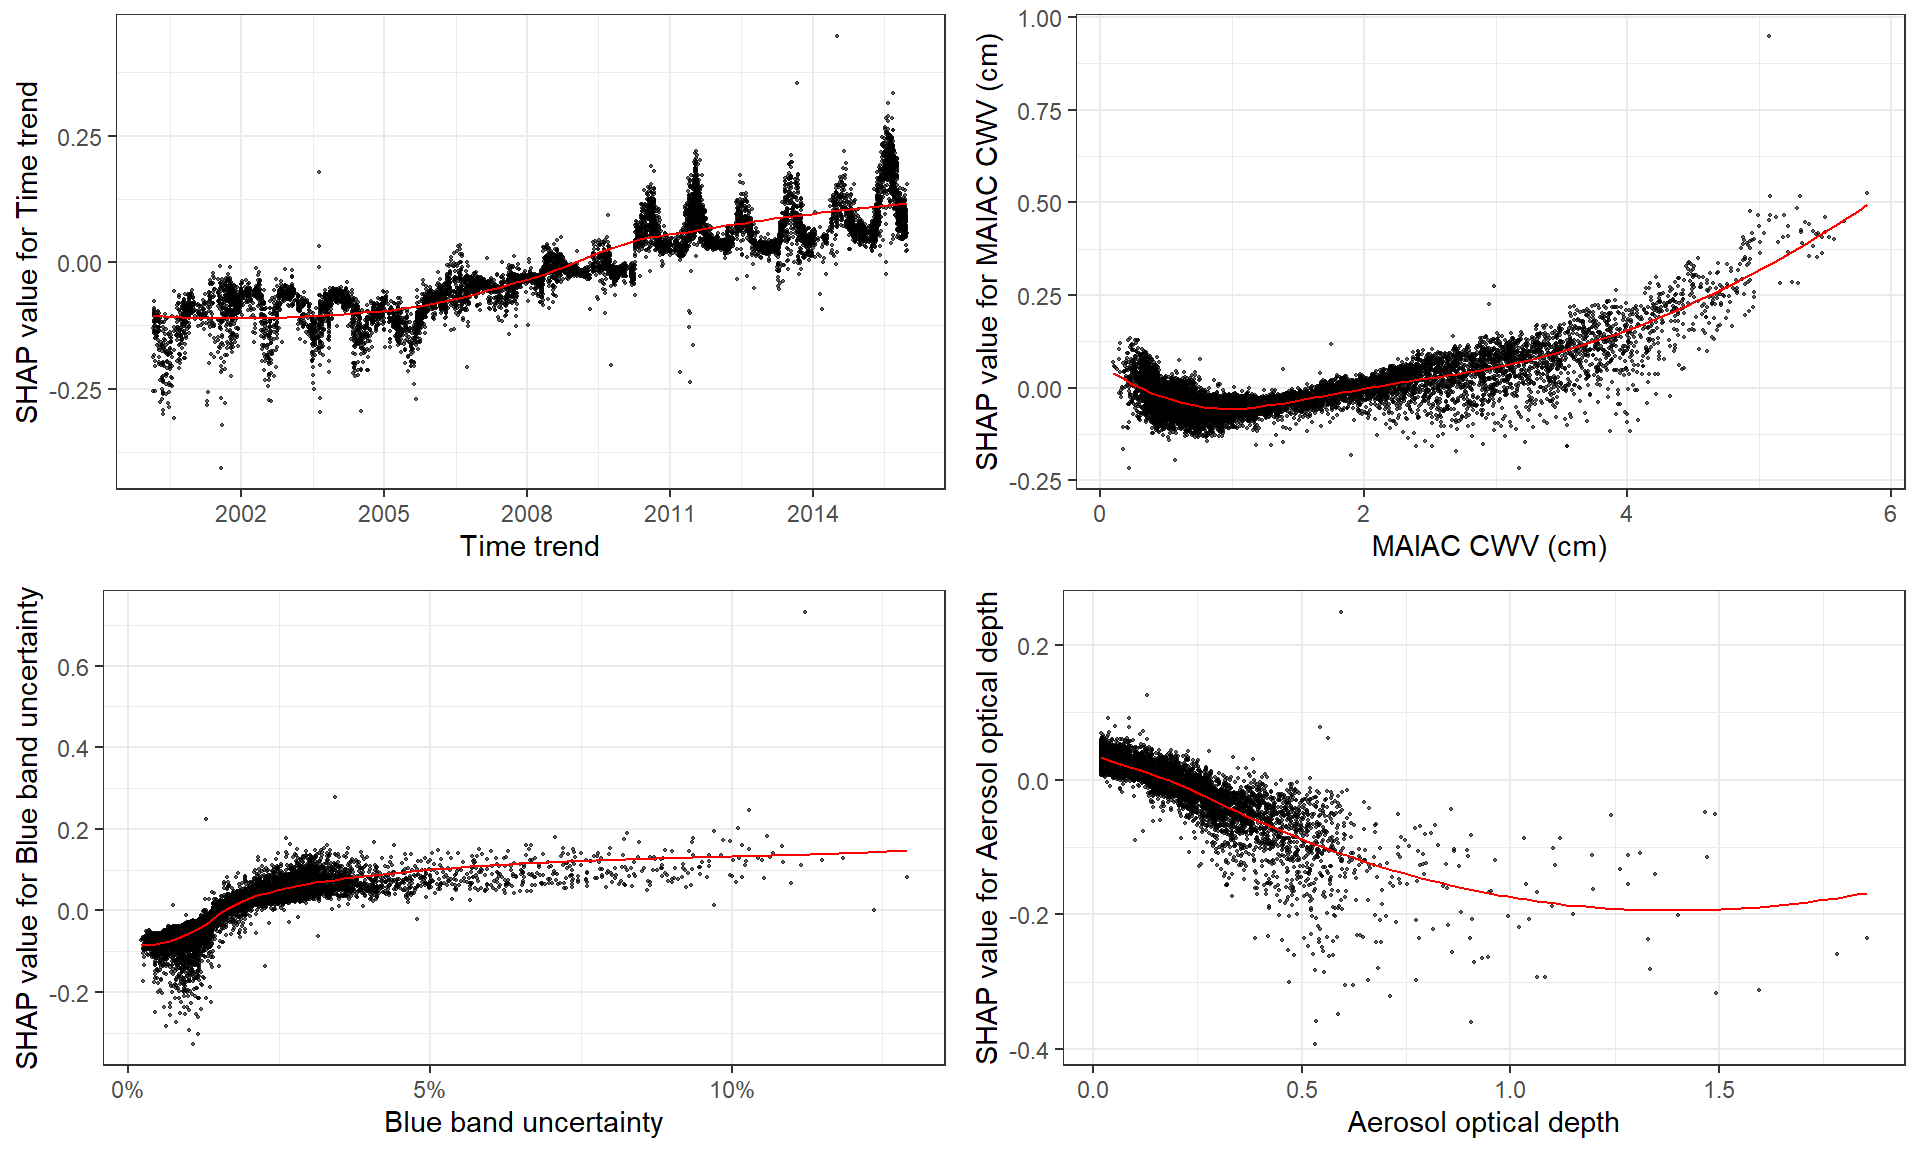 SHAP value for Time trend
0.25
0.00
-0.25
2002 2005 2008 2011 2014
Time trend
SHAP value for MAIAC CWV (cm)
1.00
0.75
0.50
0.25
0.00
-0.25
0 2 4 6
MAIAC CWV (cm)
SHAP value for Blue band uncertainty
0.6
0.4
0.2
0.0
-0.2
0% 5% 10%
Blue band uncertainty
SHAP value for Aerosol optical depth
0.2
0.0
-0.2
-0.4
0.0 0.5 1.0 1.5
Aerosol optical depth